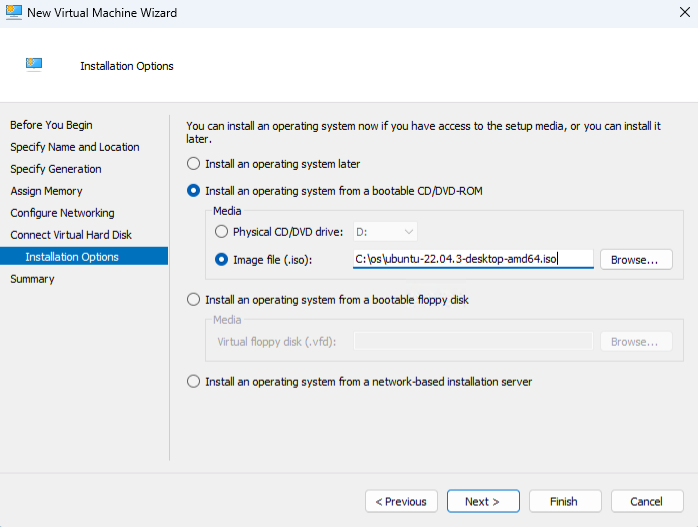 New Virtual Machine Wizard
Installation Options
Before You Begin
Specify Name and Location
Specify Generation
Assign Memory
Configure Networking
Connect Virtual Hard Disk
Installation Options
Summary
You can install an operating system now if you have access to the setup media, or you can install it
later.
Install an operating system later
Install an operating system from a bootable CD/DVD-ROM
Media
Physical CD/DVD drive: D:
Image file (.iso): C:\os\ubuntu-22.04.3-desktop-amd64.iso Browse...
Install an operating system from a bootable floppy disk
Media
Virtual floppy disk (.vfd): Browse...
Install an operating system from a network-based installation server
< Previous Next > Finish Cancel